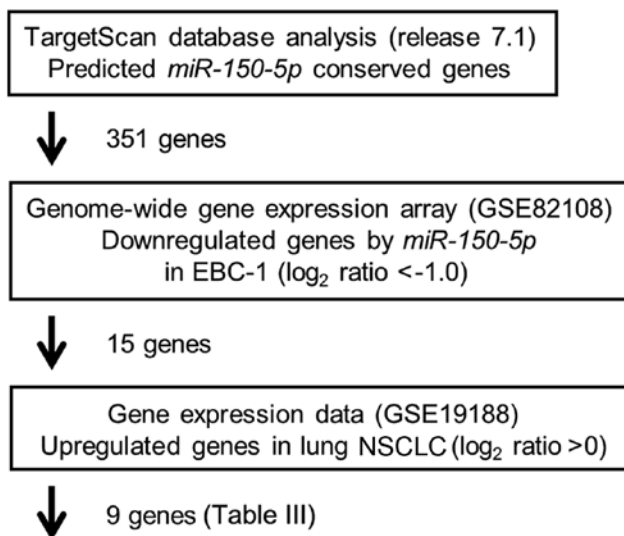 TargetScan database analysis (release 7.1)
Predicted miR-150-5p conserved genes
351 genes
Genome-wide gene expression array (GSE82108)
Downregulated genes by miR-150-5p
in EBC-1 (log₂ ratio <-1.0)
15 genes
Gene expression data (GSE19188)
Upregulated genes in lung NSCLC (log₂ ratio >0)
9 genes (Table III)